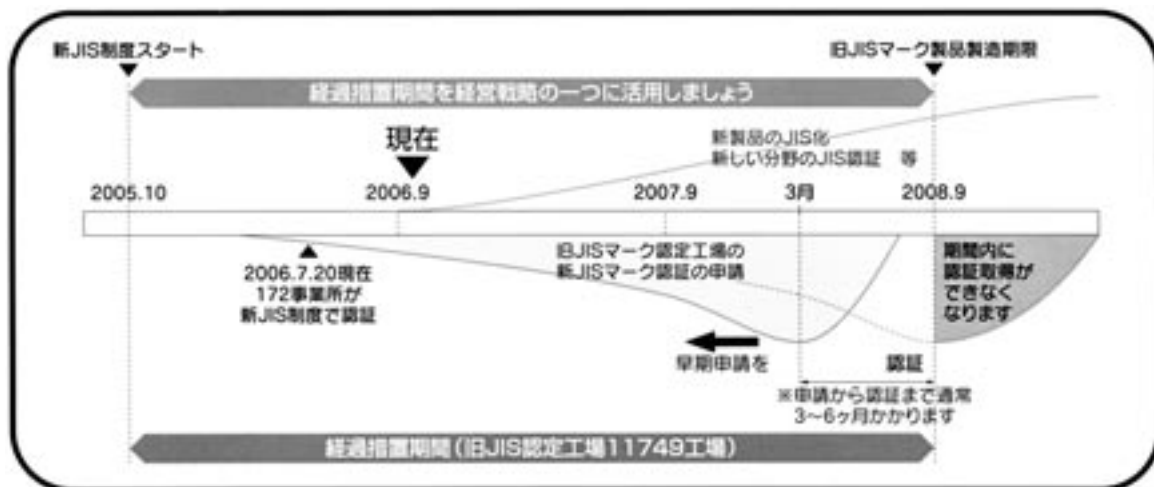 新JIS制度スタート
旧JISマーク製品製造期限
経過措置期間を経営戦略の一つに活用しましょう
現在
新製品のJIS化
新しい分野のJIS認証 等
2005.10
2006.9
2007.9
3月
2008.9
2006.7.20現在
172事業所が
新JIS制度で認証
旧JISマーク認定工場の
新JISマーク認証の申請
期間内に
認証取得が
できなく
なります
早期申請を
認証
※申請から認証まで通常
3〜6ヶ月かかります
経過措置期間(旧JIS認定工場11749工場)